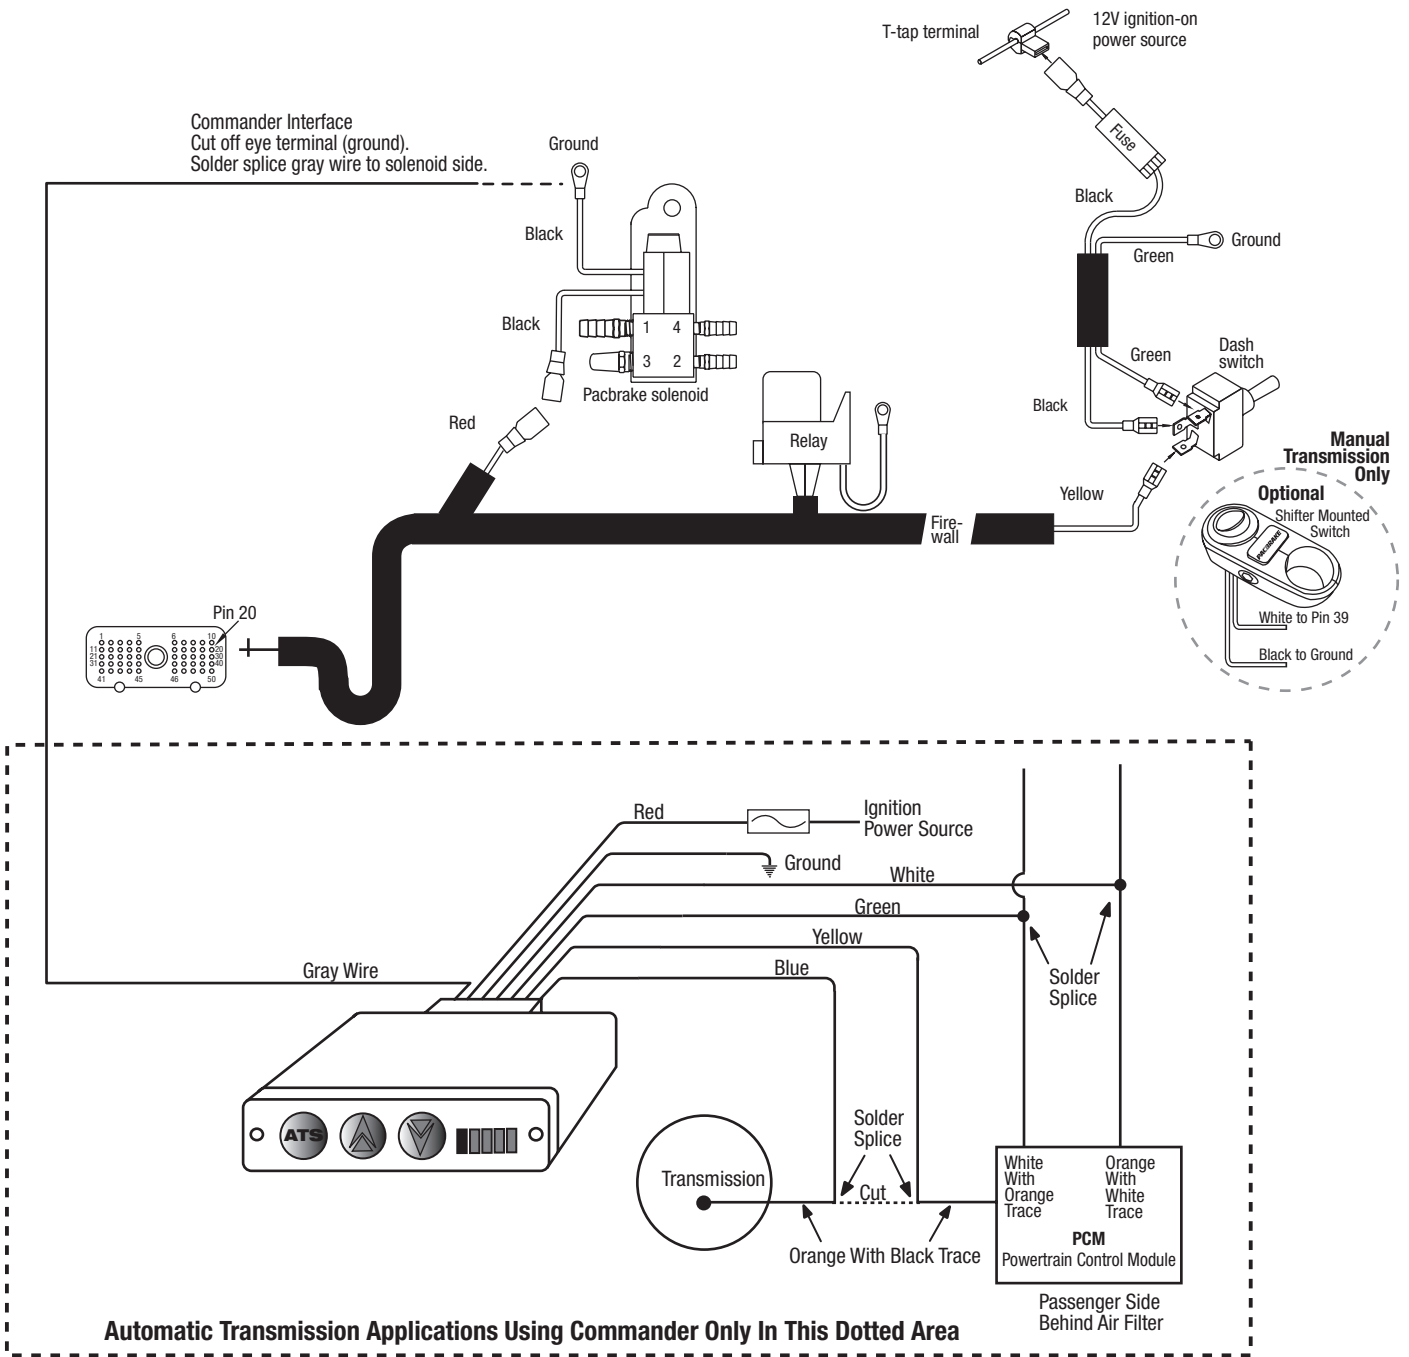 T-tap terminal
12V ignition-on
power source
Commander Interface
Cut off eye terminal (ground).
Solder splice gray wire to solenoid side.
Ground
Fuse
Black
Black
Green
Ground
Black
1 4
3 2
Pacbrake solenoid
Red
Relay
Green
Dash
switch
Black
Yellow
Fire-
wall
Manual
Transmission
Only
Optional
Shifter Mounted
Switch
PACBRAKE
White to Pin 39
Black to Ground
Pin 20
1 5 6 10
11 20
21 30
31 40
41 45 46 50
Red
Ignition
Power Source
Ground
White
Green
Yellow
Blue
Gray Wire
Solder
Splice
ATS
Solder
Splice
Transmission
Cut
Orange With Black Trace
White
With
Orange
Trace
Orange
With
White
Trace
PCM
Powertrain Control Module
Passenger Side
Behind Air Filter
Automatic Transmission Applications Using Commander Only In This Dotted Area